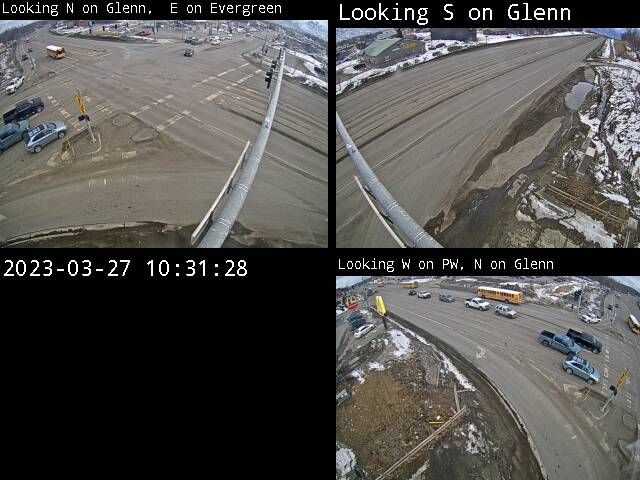 Looking N on Glenn,  E on Evergreen
Looking S on Glenn
2023-03-27 10:31:28
Looking W on PW, N on Glenn